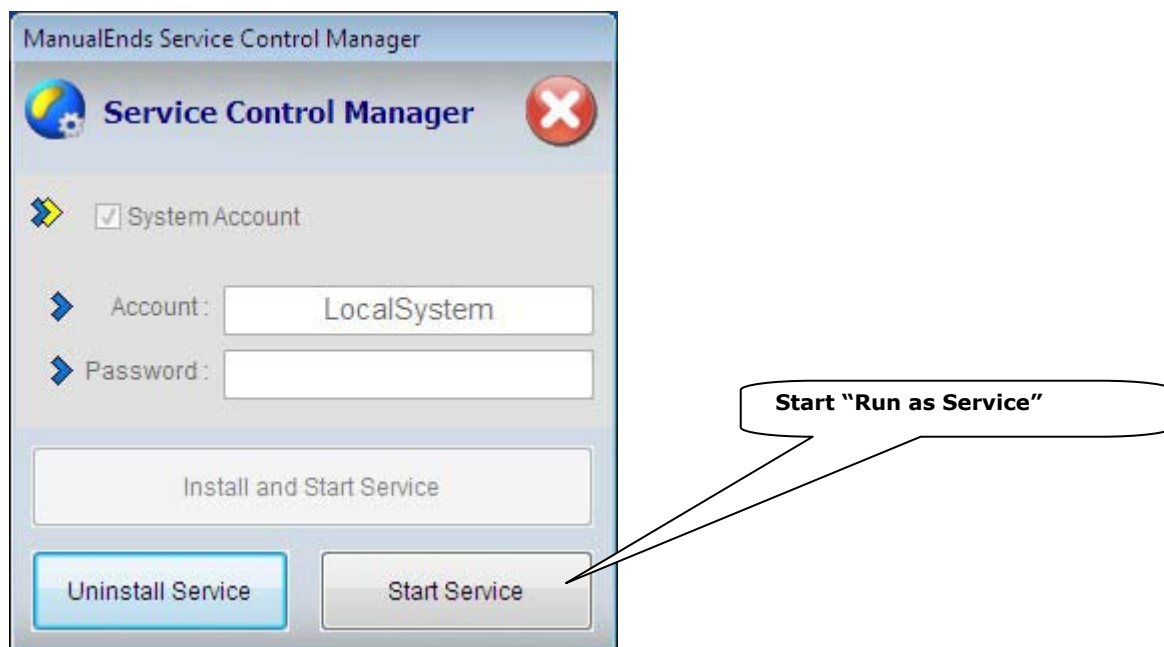 ManualEnds Service Control Manager
Service Control Manager
System Account
Account : LocalSystem
Password :
Start “Run as Service”
Install and Start Service
Uninstall Service Start Service